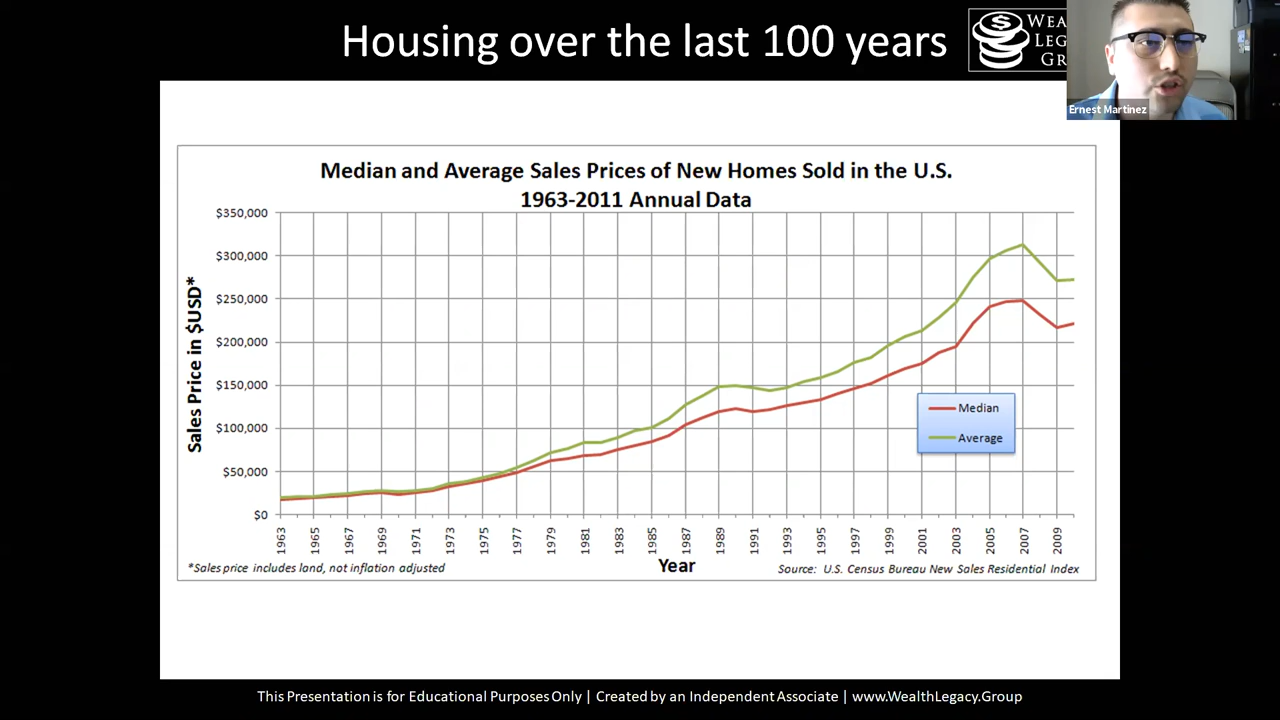 Housing over the last 100 years
Ernest Martinez
Median and Average Sales Prices of New Homes Sold in the U.S.
1963-2011 Annual Data
Sales Price in $USD*
$350,000
$300,000
$250,000
$200,000
$150,000
$100,000
$50,000
$0
Median
Average
1963
1965
1967
1969
1971
1973
1975
1977
1979
1981
1983
1985
1987
1989
1991
1993
1995
1997
1999
2001
2003
2005
2007
2009
Year
*Sales price includes land, not inflation adjusted
Source: U.S. Census Bureau New Sales Residential Index
This Presentation is for Educational Purposes Only | Created by an Independent Associate | www.WealthLegacy.Group